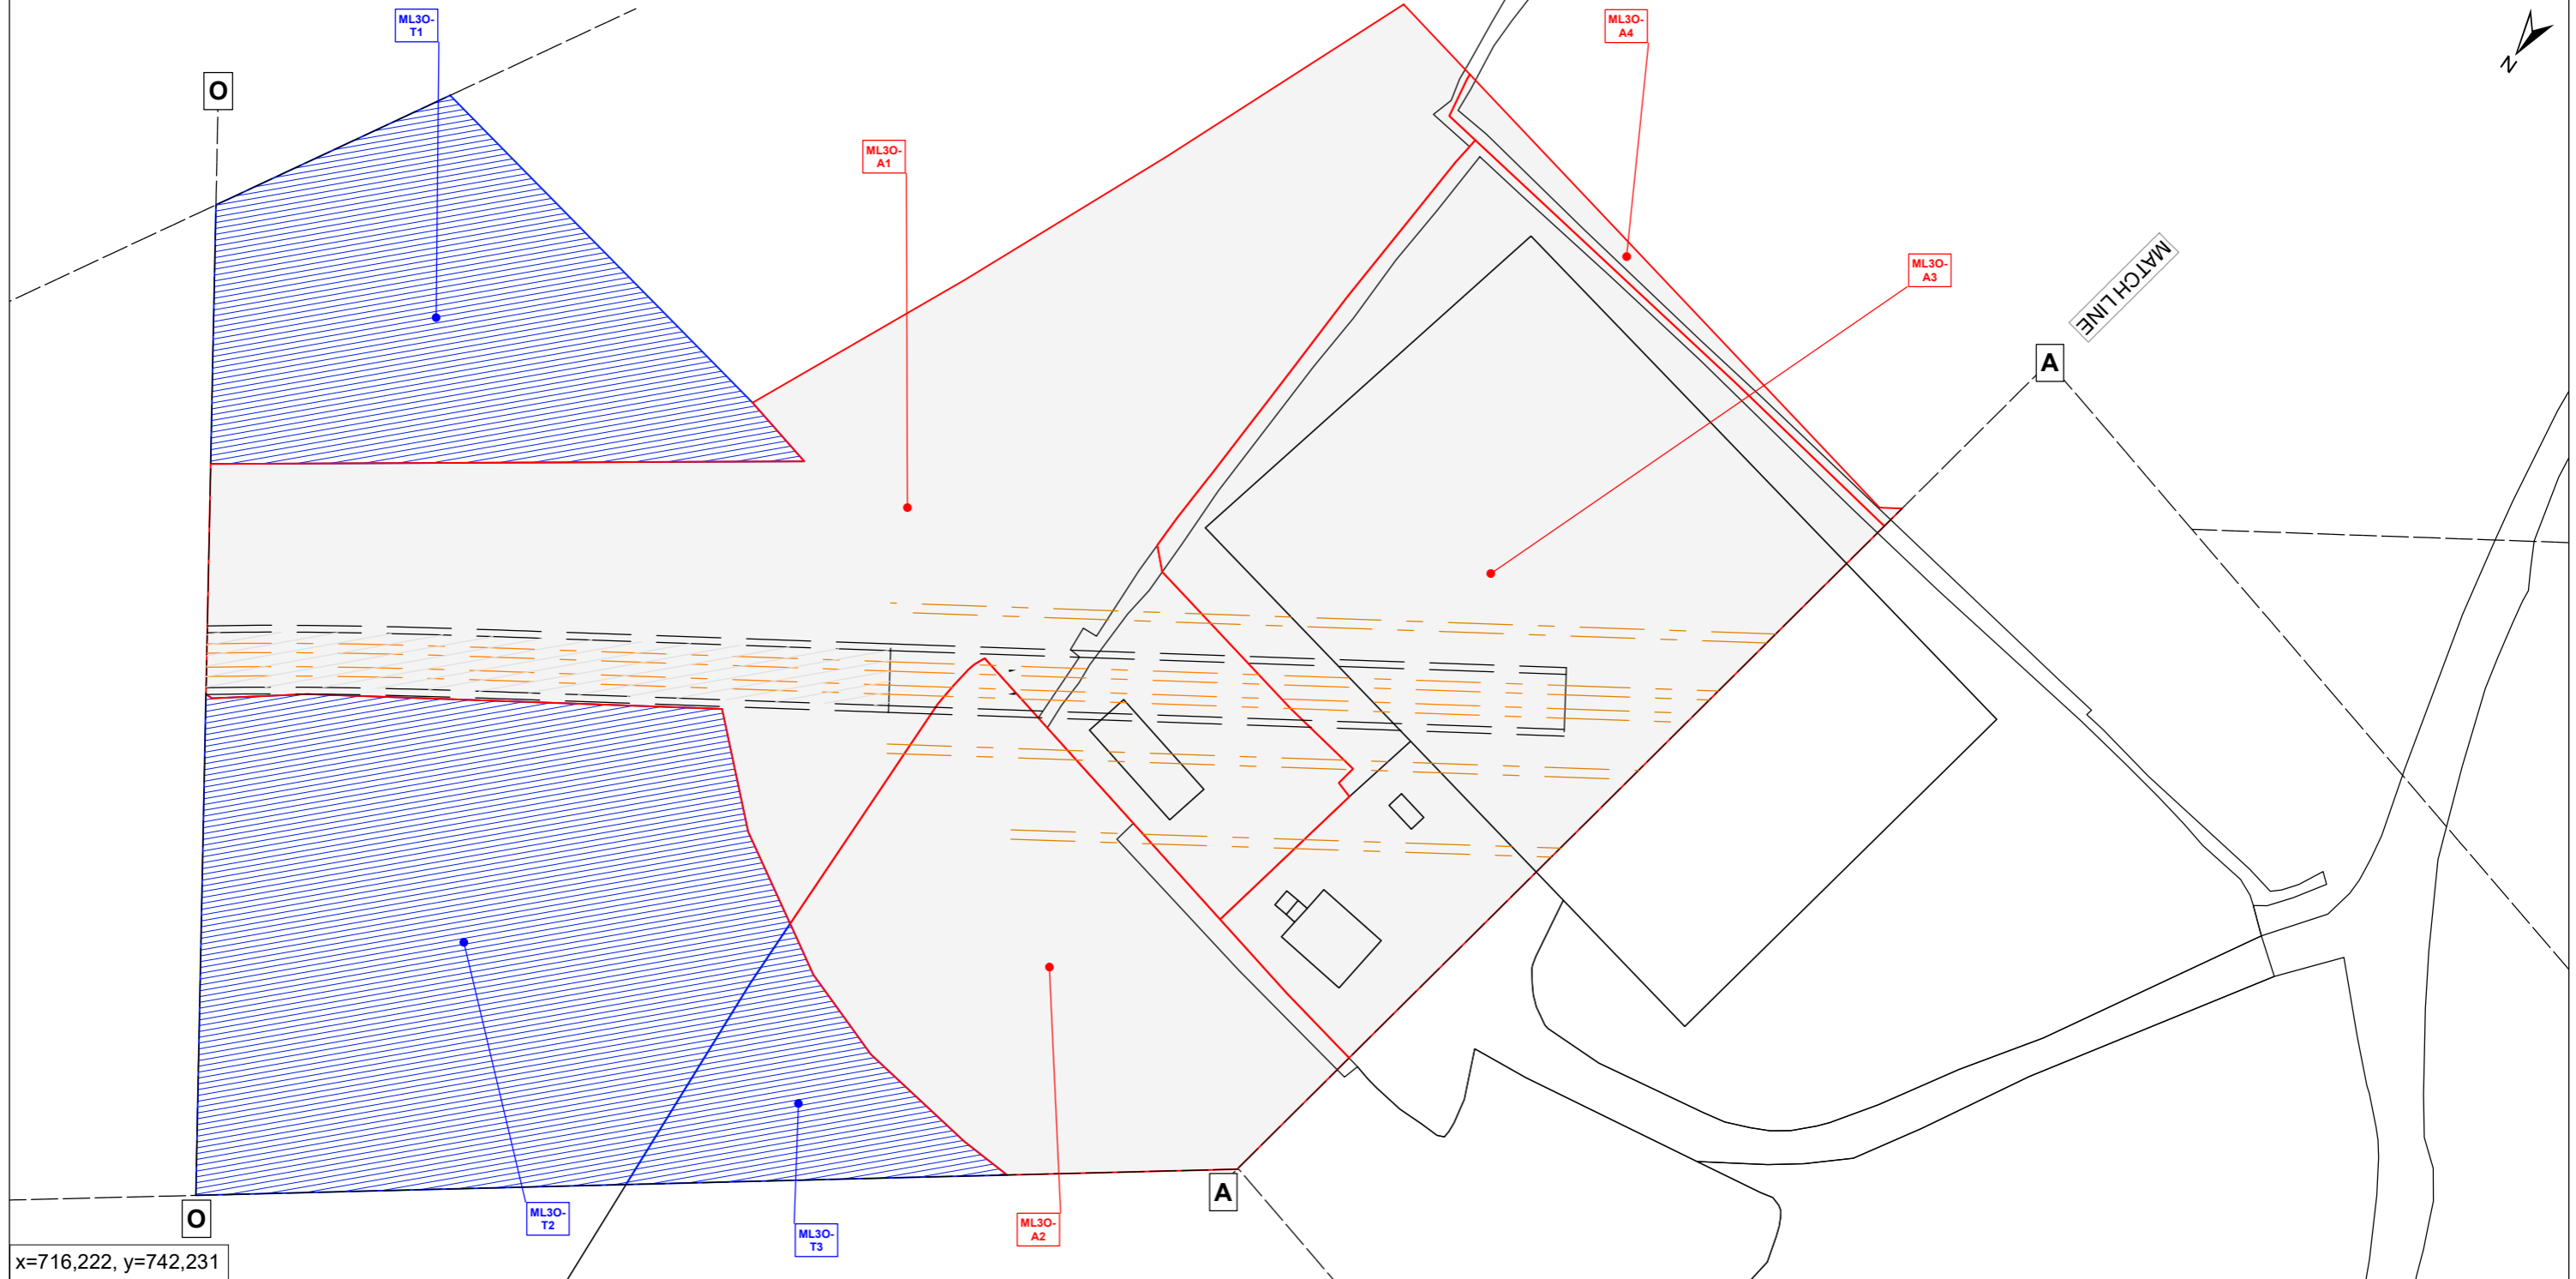 ML3O-
T1
ML3O-
A4
N
O
ML3O-
A1
MATCH LINE
ML3O-
A3
A
O
ML3O-
T2
ML3O-
T3
ML3O-
A2
A
x=716,222, y=742,231